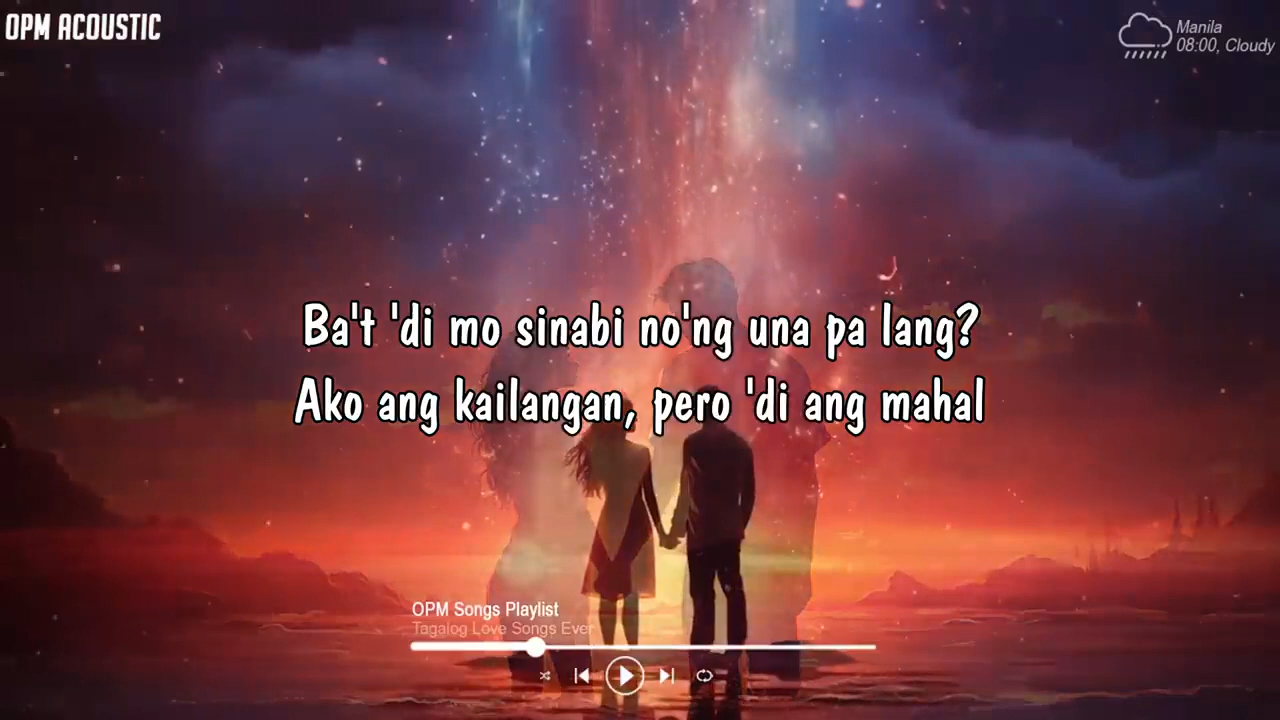 OPM ACOUSTIC
Manila
08:00, Cloudy
Ba't 'di mo sinabi no'ng una pa lang?
Ako ang kailangan, pero 'di ang mahal
OPM Songs Playlist
Tagalog Love Songs Ever